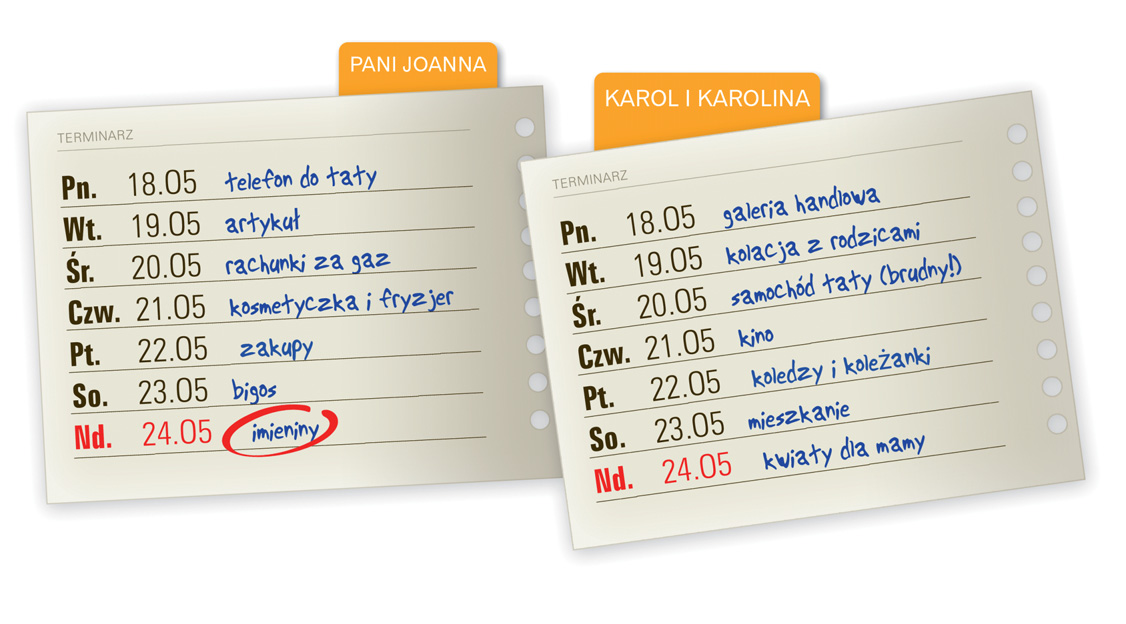 PANI JOANNA
TERMINARZ
Pn. 18.05 telefon do taty
Wt. 19.05 artykuł
Śr. 20.05 rachunki za gaz
Czw. 21.05 kosmetyczka i fryzjer
Pt. 22.05 zakupy
So. 23.05 bigos
Nd. 24.05 imieniny
KAROL I KAROLINA
TERMINARZ
Pn. 18.05 galeria handlowa
Wt. 19.05 kolacja z rodzicami
Śr. 20.05 samochód taty (brudny!)
Czw. 21.05 kino
Pt. 22.05 koledzy i koleżanki
So. 23.05 mieszkanie
Nd. 24.05 kwiaty dla mamy